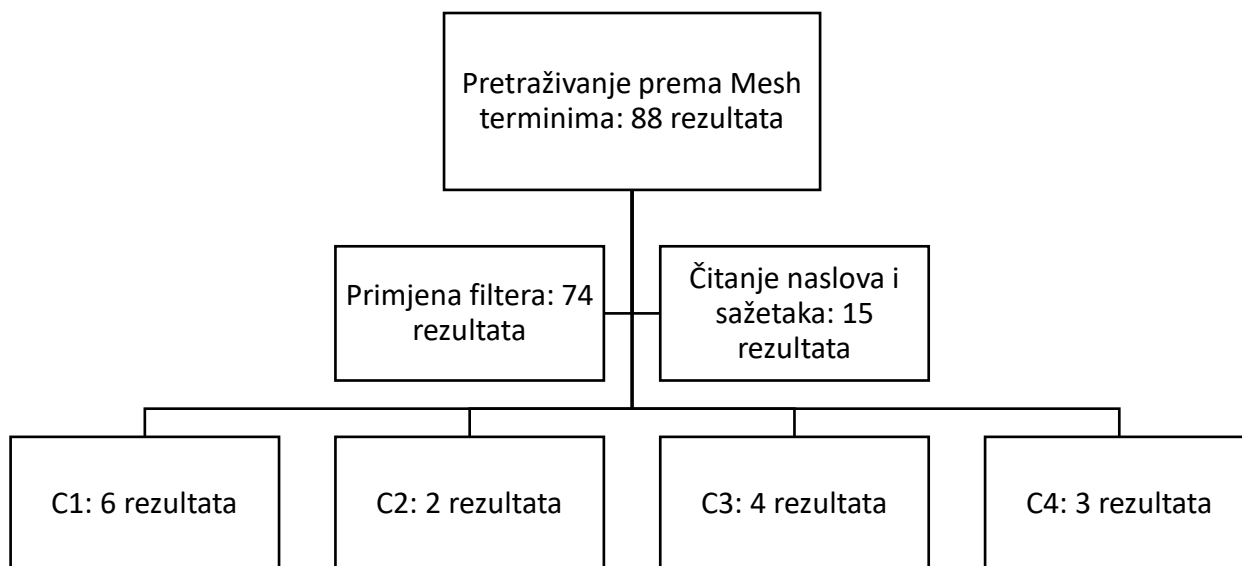 Pretraživanje prema Mesh
terminima: 88 rezultata
Primjena filtera: 74
rezultata
Čitanje naslova i
sažetaka: 15
rezultata
C1: 6 rezultata
C2: 2 rezultata
C3: 4 rezultata
C4: 3 rezultata